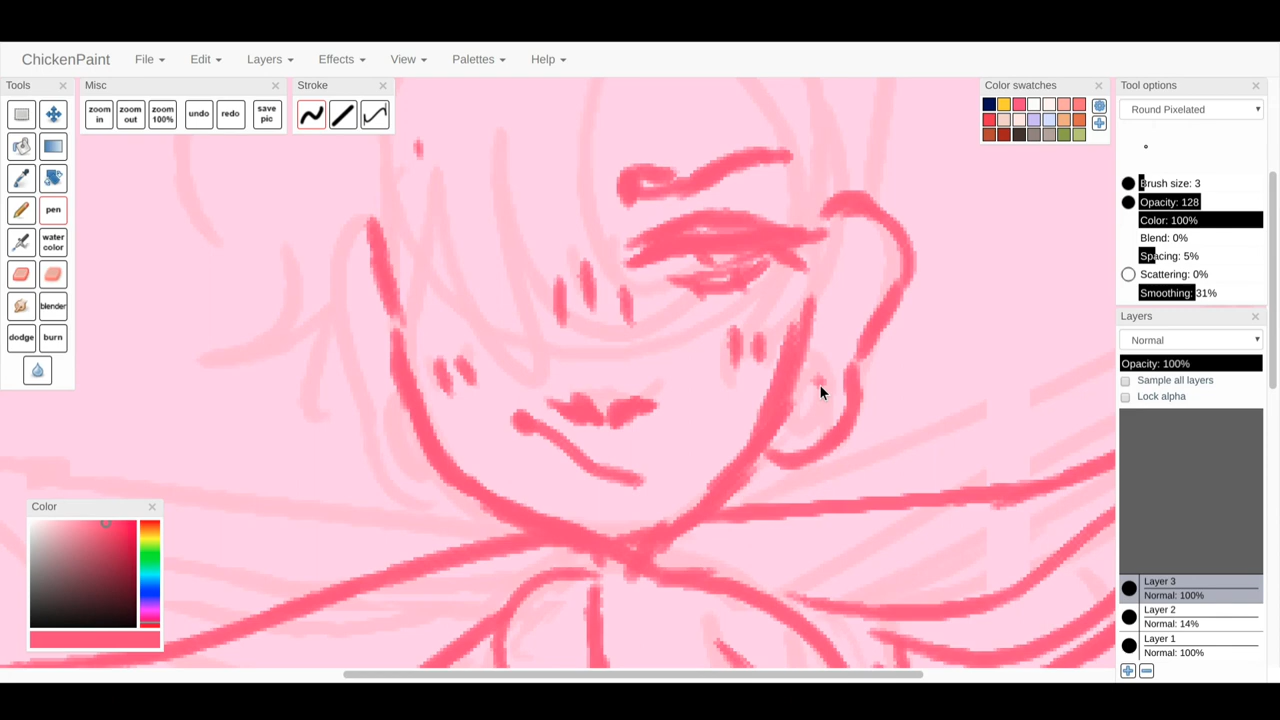 ChickenPaint File Edit Layers Effects View Palettes Help
Tools
Misc
Stroke
Color swatches
Tool options
zoom in
zoom out
zoom 100%
undo
redo
save pic
Round Pixelated
Brush size: 3
Opacity: 128
Color: 100%
Blend: 0%
Spacing: 5%
Scattering: 0%
Smoothing: 31%
pen
water color
blender
dodge
burn
Layers
Normal
Opacity: 100%
Sample all layers
Lock alpha
Color
Layer 3
Normal: 100%
Layer 2
Normal: 14%
Layer 1
Normal: 100%